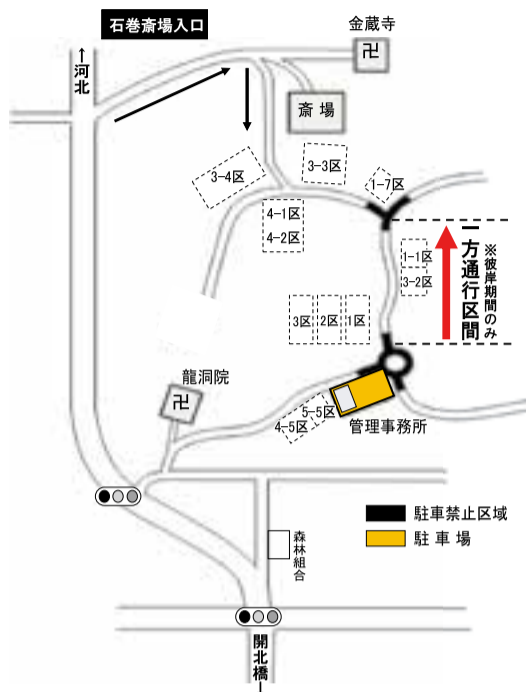 石巻斎場入口
金蔵寺
←河北
卍
斎場
3-3区
3-4区
1-7区
4-1区
4-2区
1-1区
3-2区
一方通行区間
※彼岸期間のみ
3区
2区
1区
龍洞院
卍
5-5区
4-5区
管理事務所
駐車禁止区域
駐車場
森林組合
開北橋→